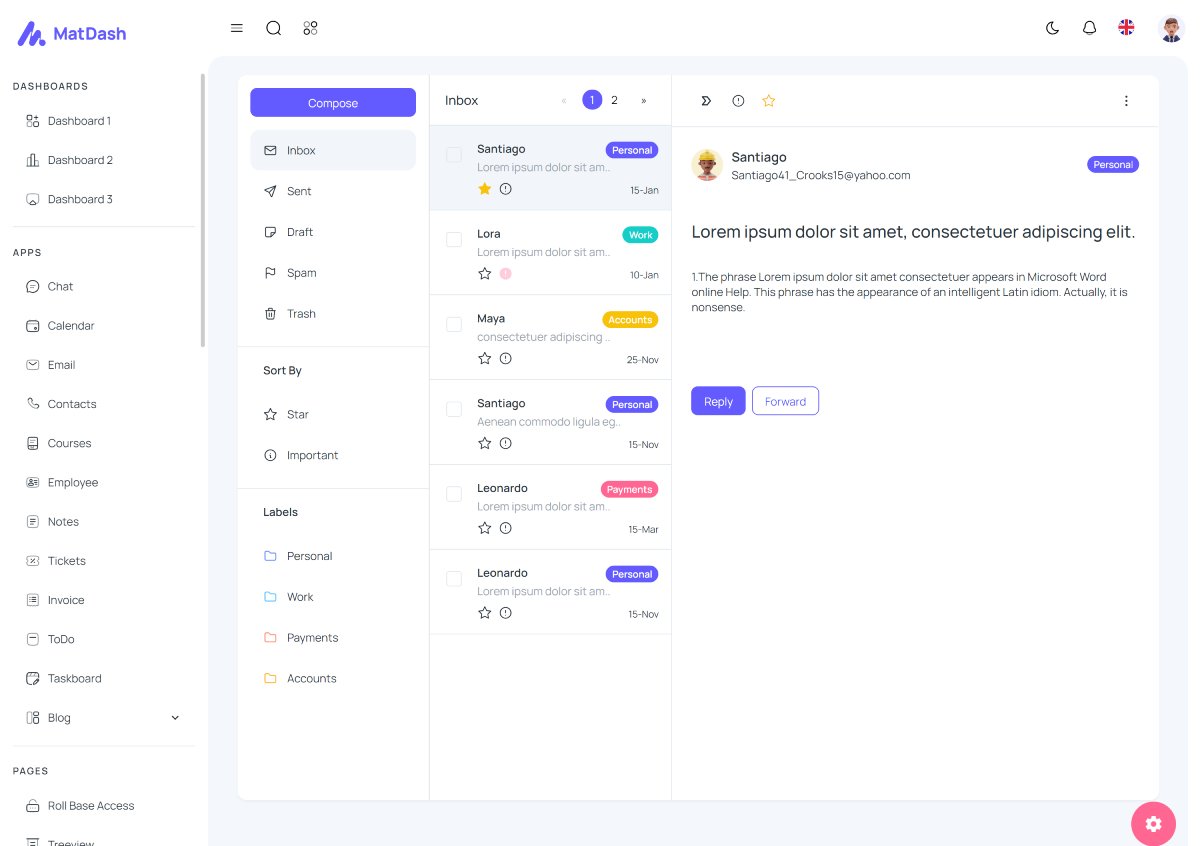 MatDash
DASHBOARDS
Dashboard 1
Dashboard 2
Dashboard 3
APPS
Chat
Calendar
Email
Contacts
Courses
Employee
Notes
Tickets
Invoice
ToDo
Taskboard
Blog
PAGES
Roll Base Access
Treeview
Compose
Inbox
Sent
Draft
Spam
Trash
Sort By
Star
Important
Labels
Personal
Work
Payments
Accounts
Inbox
« 1 2 »
Santiago Personal
Lorem ipsum dolor sit am..
15-Jan
Lora Work
Lorem ipsum dolor sit am..
10-Jan
Maya Accounts
consectetuer adipiscing ..
25-Nov
Santiago Personal
Aenean commodo ligula eg..
15-Nov
Leonardo Payments
Lorem ipsum dolor sit am..
15-Mar
Leonardo Personal
Lorem ipsum dolor sit am..
15-Nov
Santiago
Santiago41_Crooks15@yahoo.com
Personal
Lorem ipsum dolor sit amet, consectetuer adipiscing elit.
1.The phrase Lorem ipsum dolor sit amet consectetuer appears in Microsoft Word
online Help. This phrase has the appearance of an intelligent Latin idiom. Actually, it is
nonsense.
Reply Forward